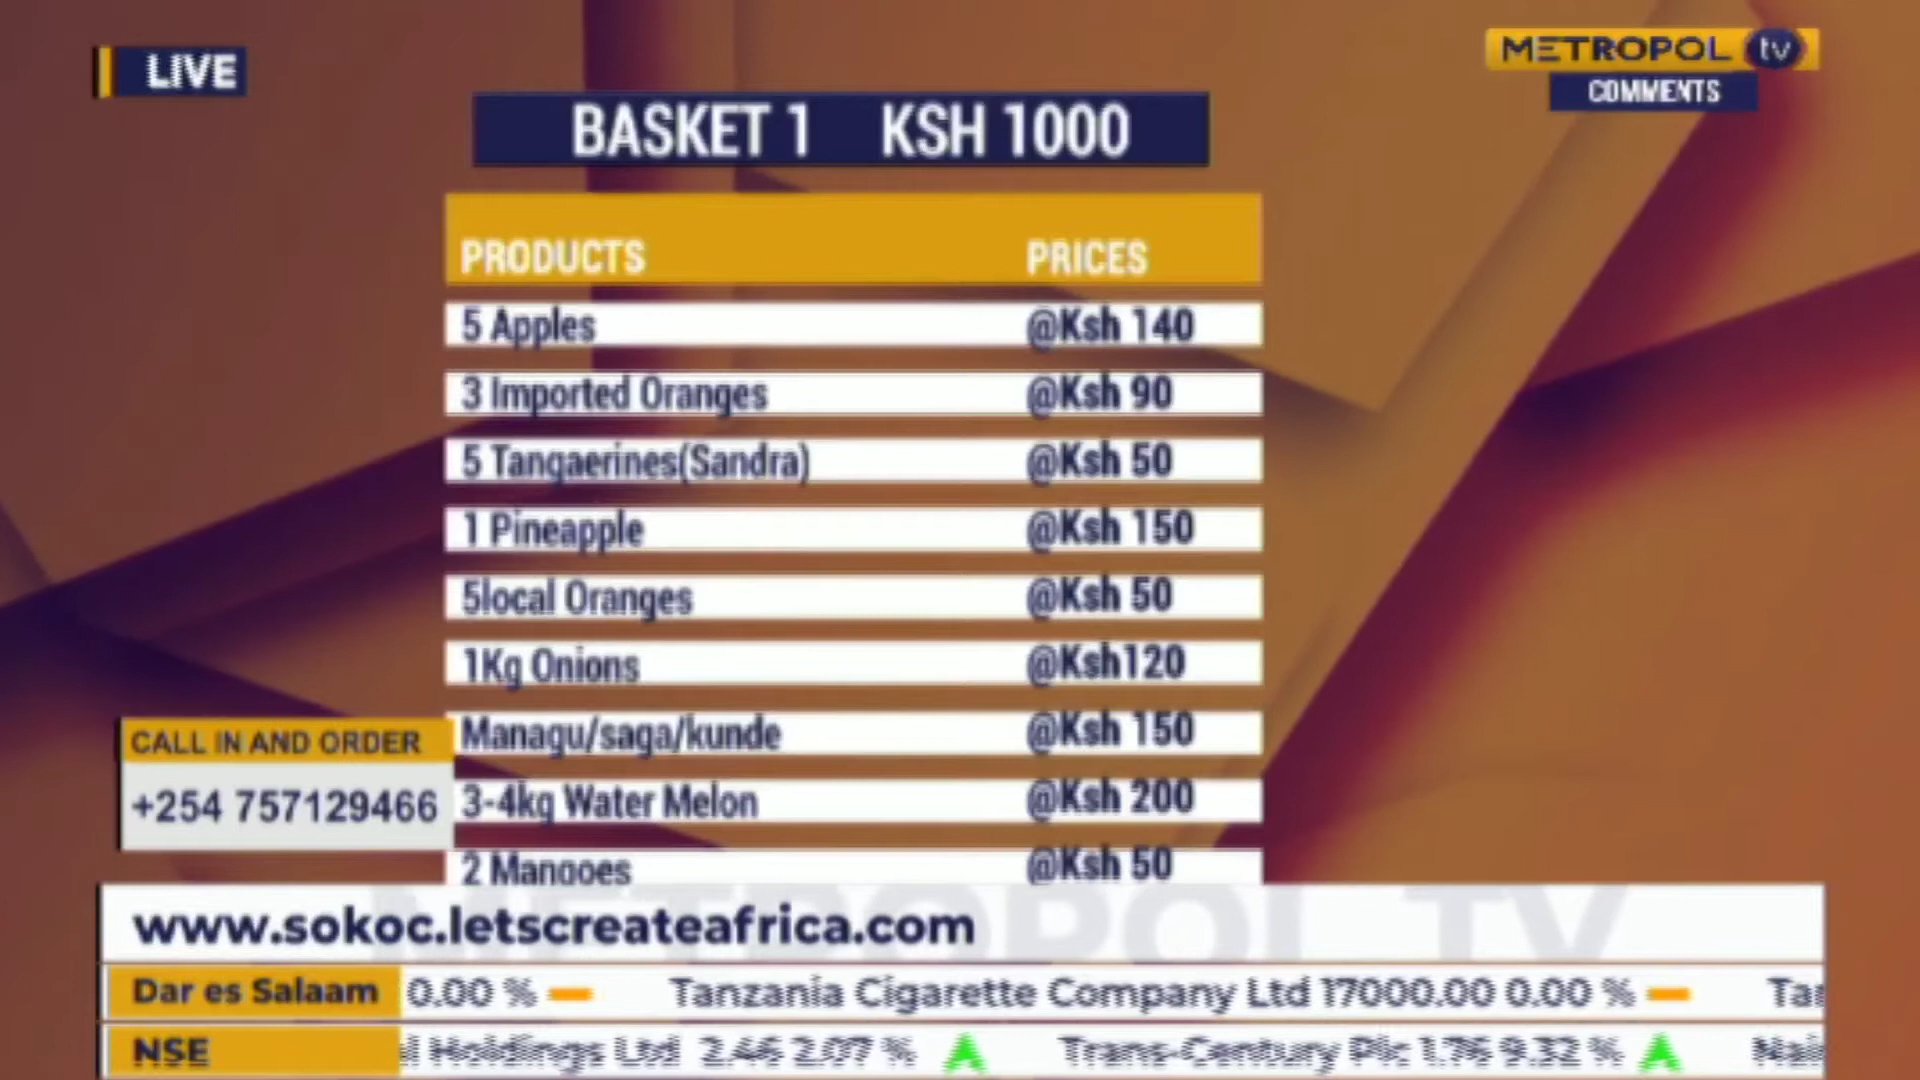 LIVE
METROPOL tv
COMMENTS
BASKET 1 KSH 1000
PRODUCTS PRICES
5 Apples @Ksh 140
3 Imported Oranges @Ksh 90
5 Tangaerines(Sandra) @Ksh 50
1 Pineapple @Ksh 150
5local Oranges @Ksh 50
1Kg Onions @Ksh120
Managu/saga/kunde @Ksh 150
3-4kg Water Melon @Ksh 200
2 Mangoes @Ksh 50
CALL IN AND ORDER
+254 757129466
METROPOL TV
www.sokoc.letscreateafrica.com
Dar es Salaam 0.00 % Tanzania Cigarette Company Ltd 17000.00 0.00 %
NSE Holdings Ltd 2.46 2.07 % Trans-Century Plc 1.76 9.32 %